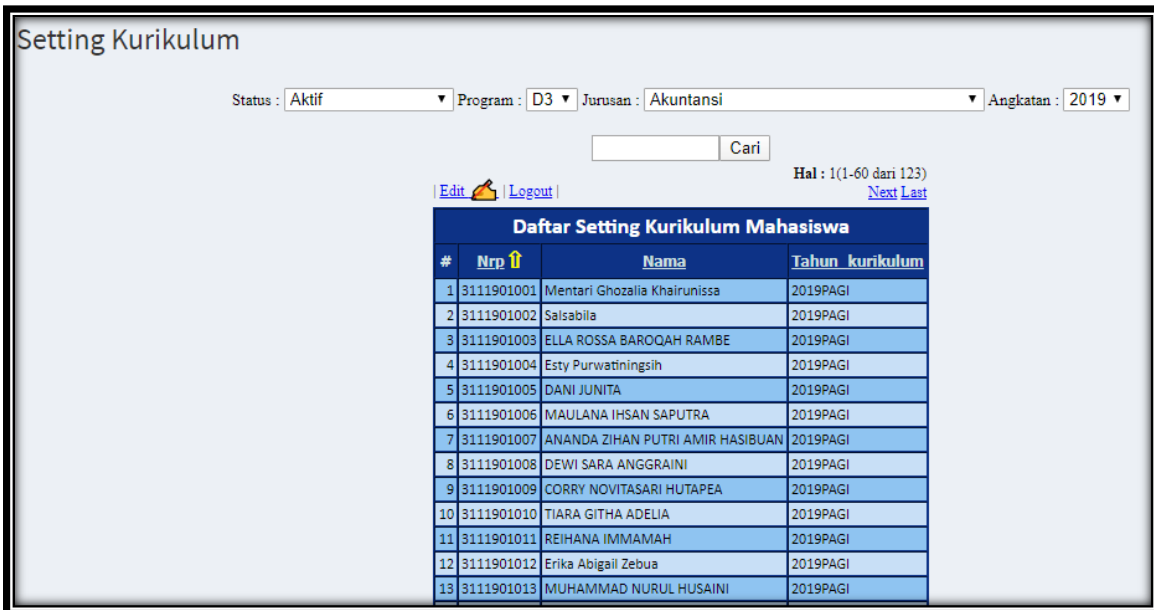 Setting Kurikulum
Status : Aktif Program : D3 Jurusan : Akuntansi Angkatan : 2019
Cari
Hal : 1(1-60 dari 123)
| Edit | Logout | Next Last
Daftar Setting Kurikulum Mahasiswa
# Nrp Nama Tahun kurikulum
1 3111901001 Mentari Ghozalia Khairunissa 2019PAGI
2 3111901002 Salsabila 2019PAGI
3 3111901003 ELLA ROSSA BAROQAH RAMBE 2019PAGI
4 3111901004 Esty Purwatiningsih 2019PAGI
5 3111901005 DANI JUNITA 2019PAGI
6 3111901006 MAULANA IHSAN SAPUTRA 2019PAGI
7 3111901007 ANANDA ZIHAN PUTRI AMIR HASIBUAN 2019PAGI
8 3111901008 DEWI SARA ANGGRAINI 2019PAGI
9 3111901009 CORRY NOVITASARI HUTAPEA 2019PAGI
10 3111901010 TIARA GITHA ADELIA 2019PAGI
11 3111901011 REIHANA IMMAMAH 2019PAGI
12 3111901012 Erika Abigail Zebua 2019PAGI
13 3111901013 MUHAMMAD NURUL HUSAINI 2019PAGI